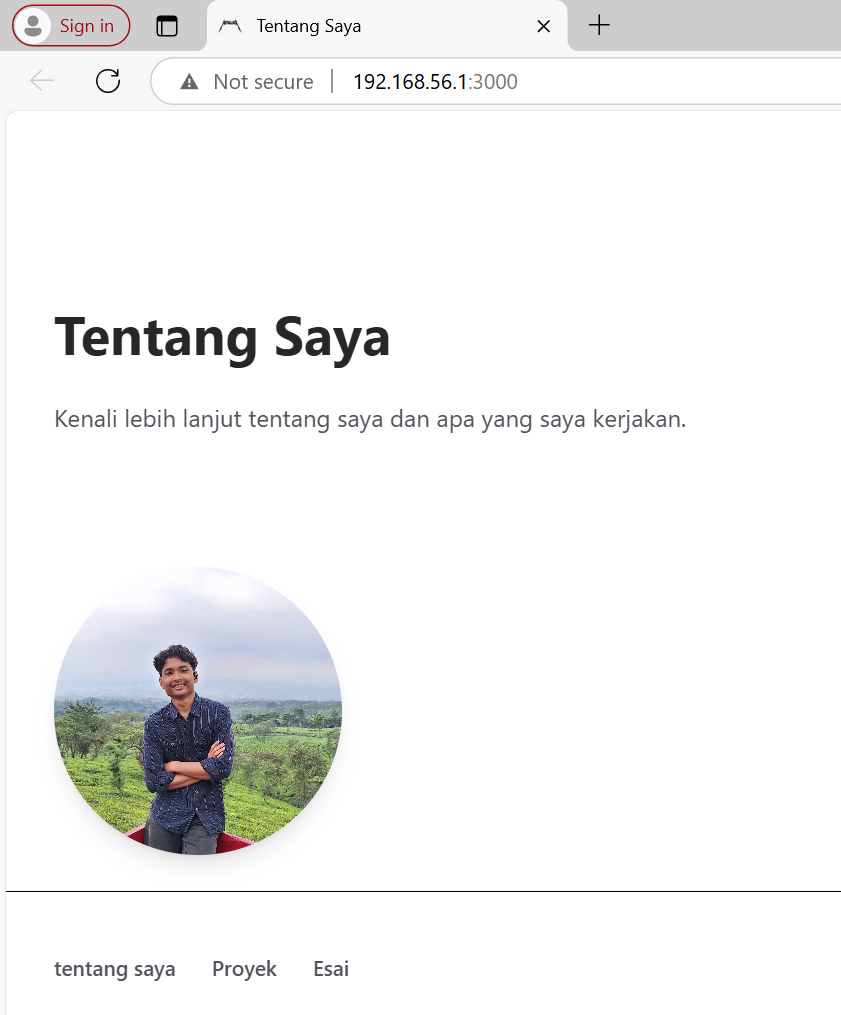 Sign in
Tentang Saya
Not secure
192.168.56.1:3000
Tentang Saya
Kenali lebih lanjut tentang saya dan apa yang saya kerjakan.
tentang saya Proyek Esai